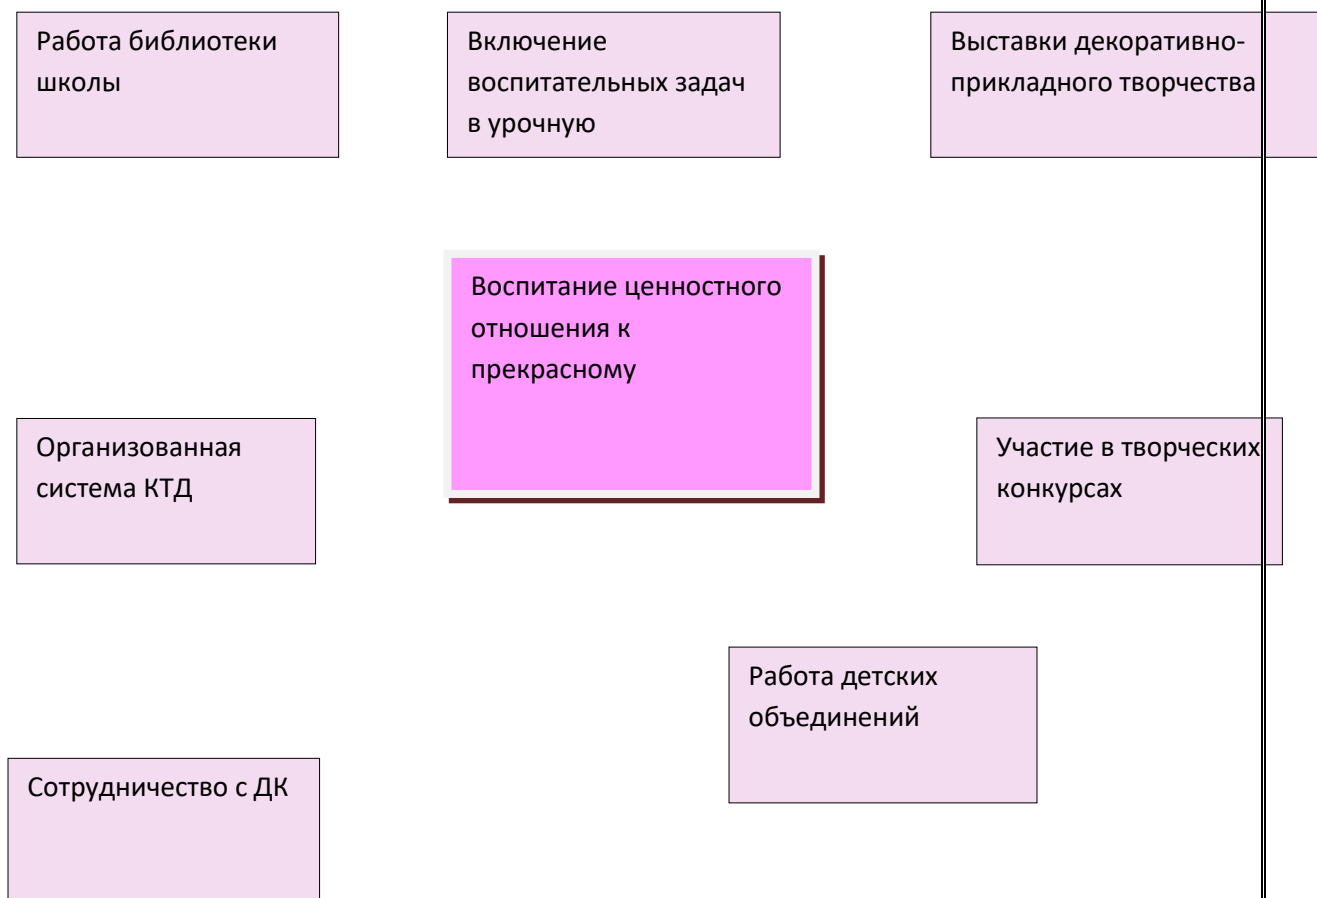 Работа библиотеки
школы
Включение
воспитательных задач
в урочную
Выставки декоративно-
прикладного творчества
Воспитание ценностного
отношения к
прекрасному
Организованная
система КТД
Участие в творческих
конкурсах
Работа детских
объединений
Сотрудничество с ДК